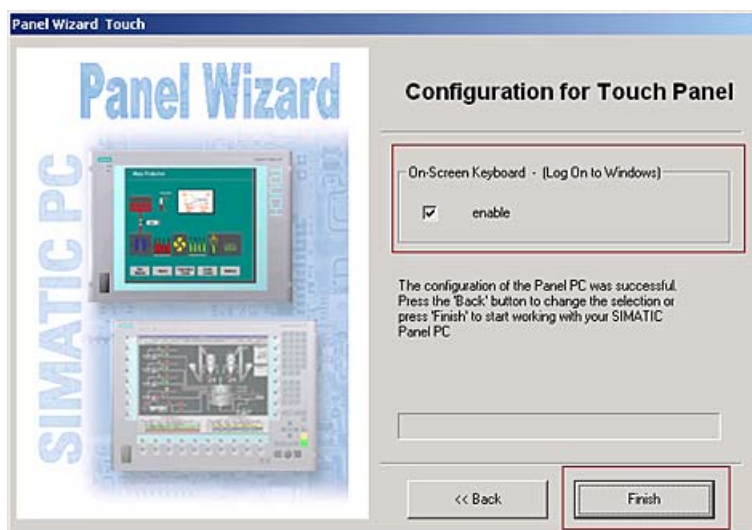 Panel Wizard Touch
Panel Wizard
SIMATIC PC
Configuration for Touch Panel
On-Screen Keyboard - (Log On to Windows)
enable
The configuration of the Panel PC was successful.
Press the 'Back' button to change the selection or
press 'Finish' to start working with your SIMATIC
Panel PC
<< Back
Finish